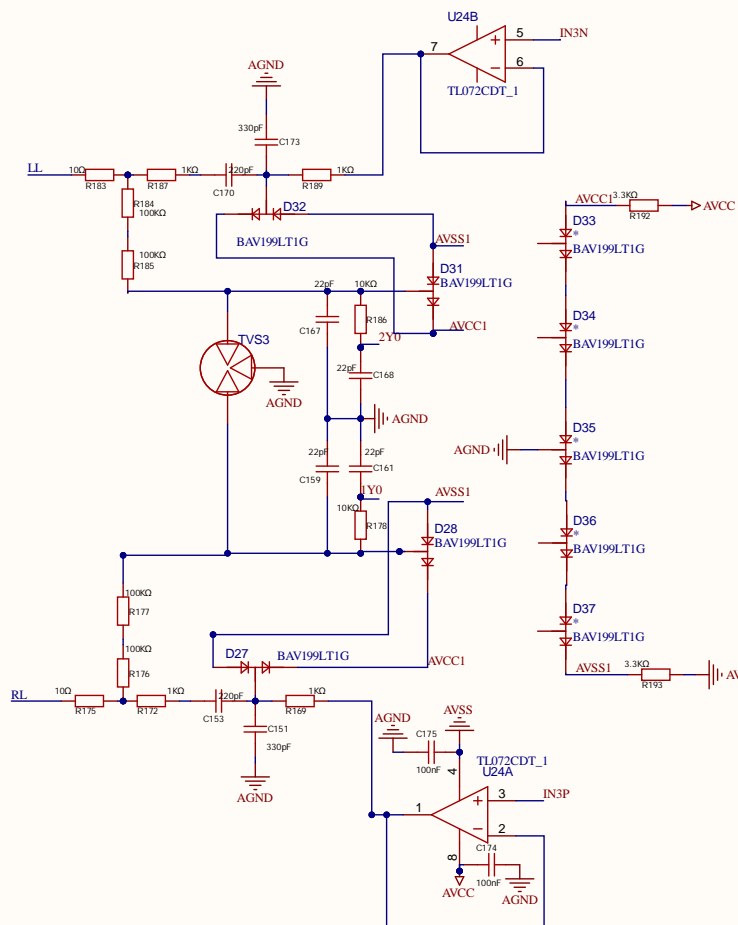 U24B
7
5
IN3N
6
TL072CDT_1
AGND
330pF
C173
LL
10Ω
R183
1KΩ
R187
220pF
C170
1KΩ
R189
R184
100KΩ
D32
BAV199LT1G
100KΩ
R185
AVSS1
D31
BAV199LT1G
AVCC1
AVCC1
3.3KΩ
R192
AVCC
D33
*
BAV199LT1G
22pF
C167
10KΩ
R186
2Y0
TVS3
AGND
22pF
C168
AGND
D34
*
BAV199LT1G
22pF
C159
22pF
C161
1Y0
10KΩ
R178
AGND
D35
*
BAV199LT1G
AVSS1
D28
BAV199LT1G
D36
*
BAV199LT1G
100KΩ
R177
100KΩ
R176
D27
BAV199LT1G
AVCC1
D37
*
BAV199LT1G
AVSS1
3.3KΩ
R193
AV
RL
10Ω
R175
1KΩ
R172
220pF
C153
1KΩ
R169
C151
330pF
AGND
AGND
C175
100nF
AVSS
4
TL072CDT_1
U24A
1
3
IN3P
2
8
C174
100nF
AVCC
AGND